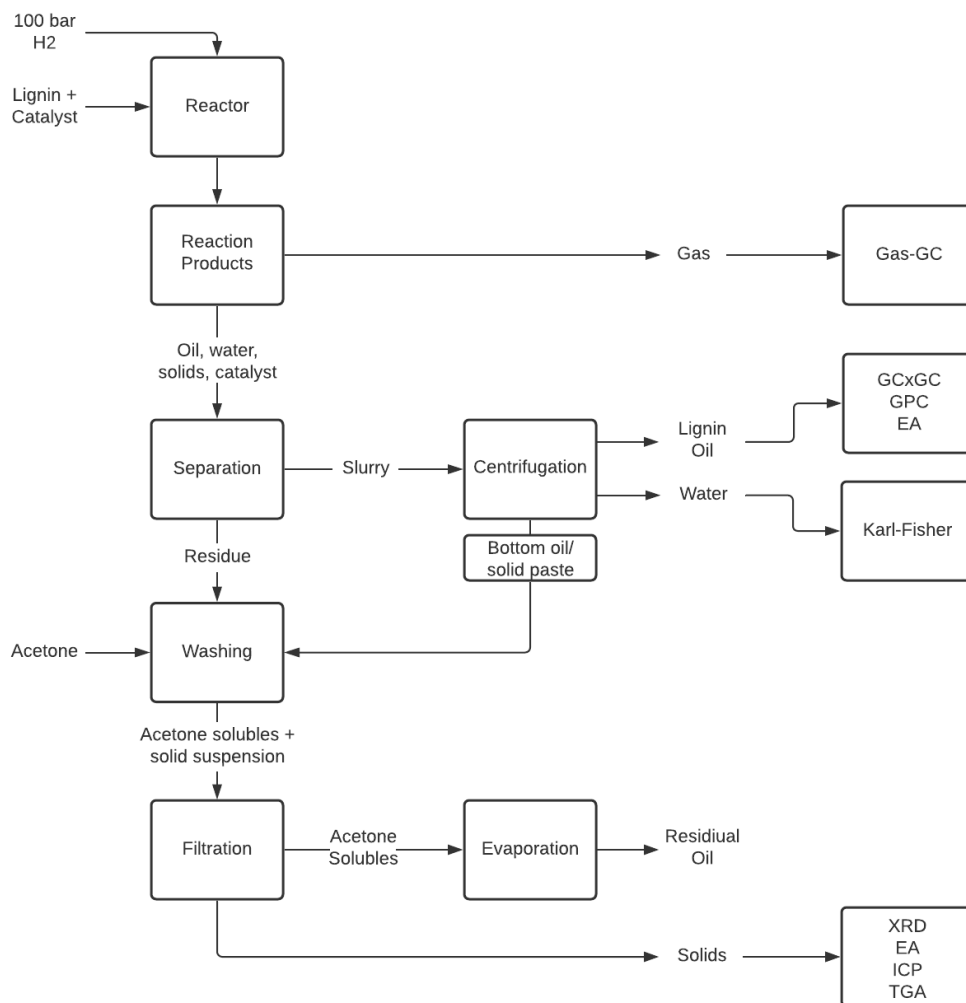 100 bar
H2
Lignin +
Catalyst
Reactor
Reaction
Products
Gas
Gas-GC
Oil, water,
solids, catalyst
GCxGC
GPC
EA
Separation
Slurry
Centrifugation
Lignin
Oil
Water
Karl-Fisher
Residue
Bottom oil/
solid paste
Acetone
Washing
Acetone solubles +
solid suspension
Filtration
Acetone
Solubles
Evaporation
Residiual
Oil
Solids
XRD
EA
ICP
TGA